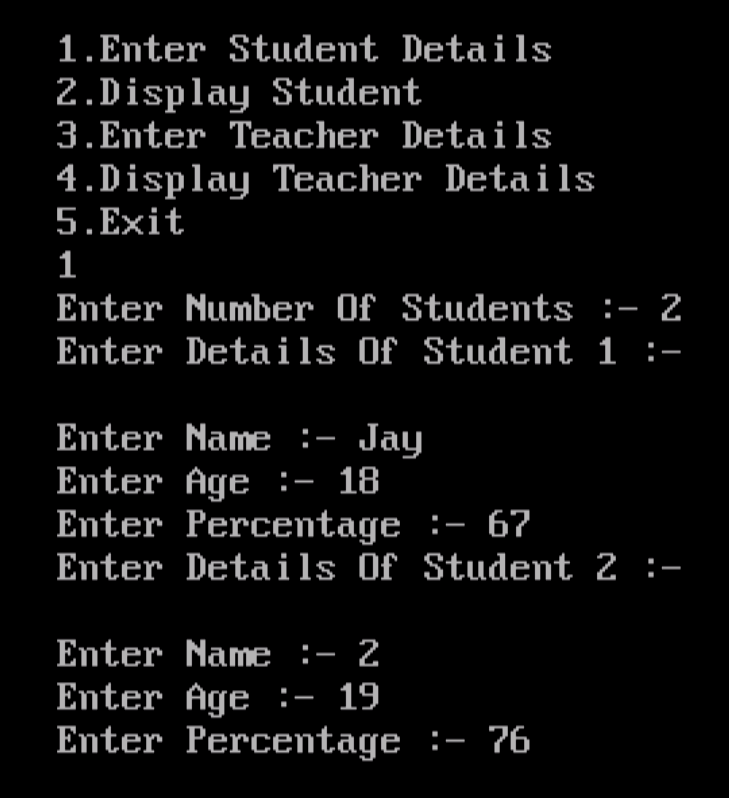 1.Enter Student Details
2.Display Student
3.Enter Teacher Details
4.Display Teacher Details
5.Exit
1
Enter Number Of Students :- 2
Enter Details Of Student 1 :-
Enter Name :- Jay
Enter Age :- 18
Enter Percentage :- 67
Enter Details Of Student 2 :-
Enter Name :- 2
Enter Age :- 19
Enter Percentage :- 76